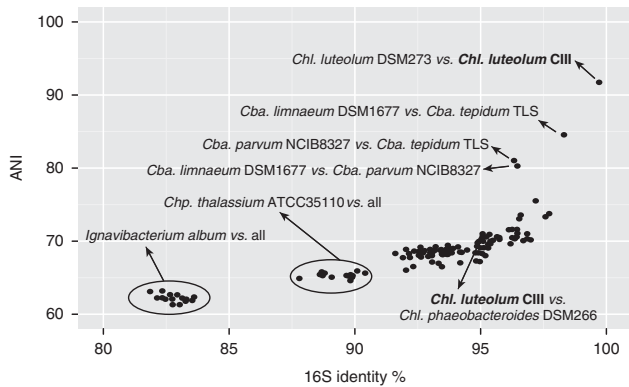 100
90
80
70
60
ANI
Chl. luteolum DSM273 vs. Chl. luteolum CIII
Cba. limnaeum DSM1677 vs. Cba. tepidum TLS
Cba. parvum NCIB8327 vs. Cba. tepidum TLS
Cba. limnaeum DSM1677 vs. Cba. parvum NCIB8327
Chp. thalassium ATCC35110 vs. all
Ignavibacterium album vs. all
Chl. luteolum CIII vs.
Chl. phaeobacteroides DSM266
80 85 90 95 100
16S identity %